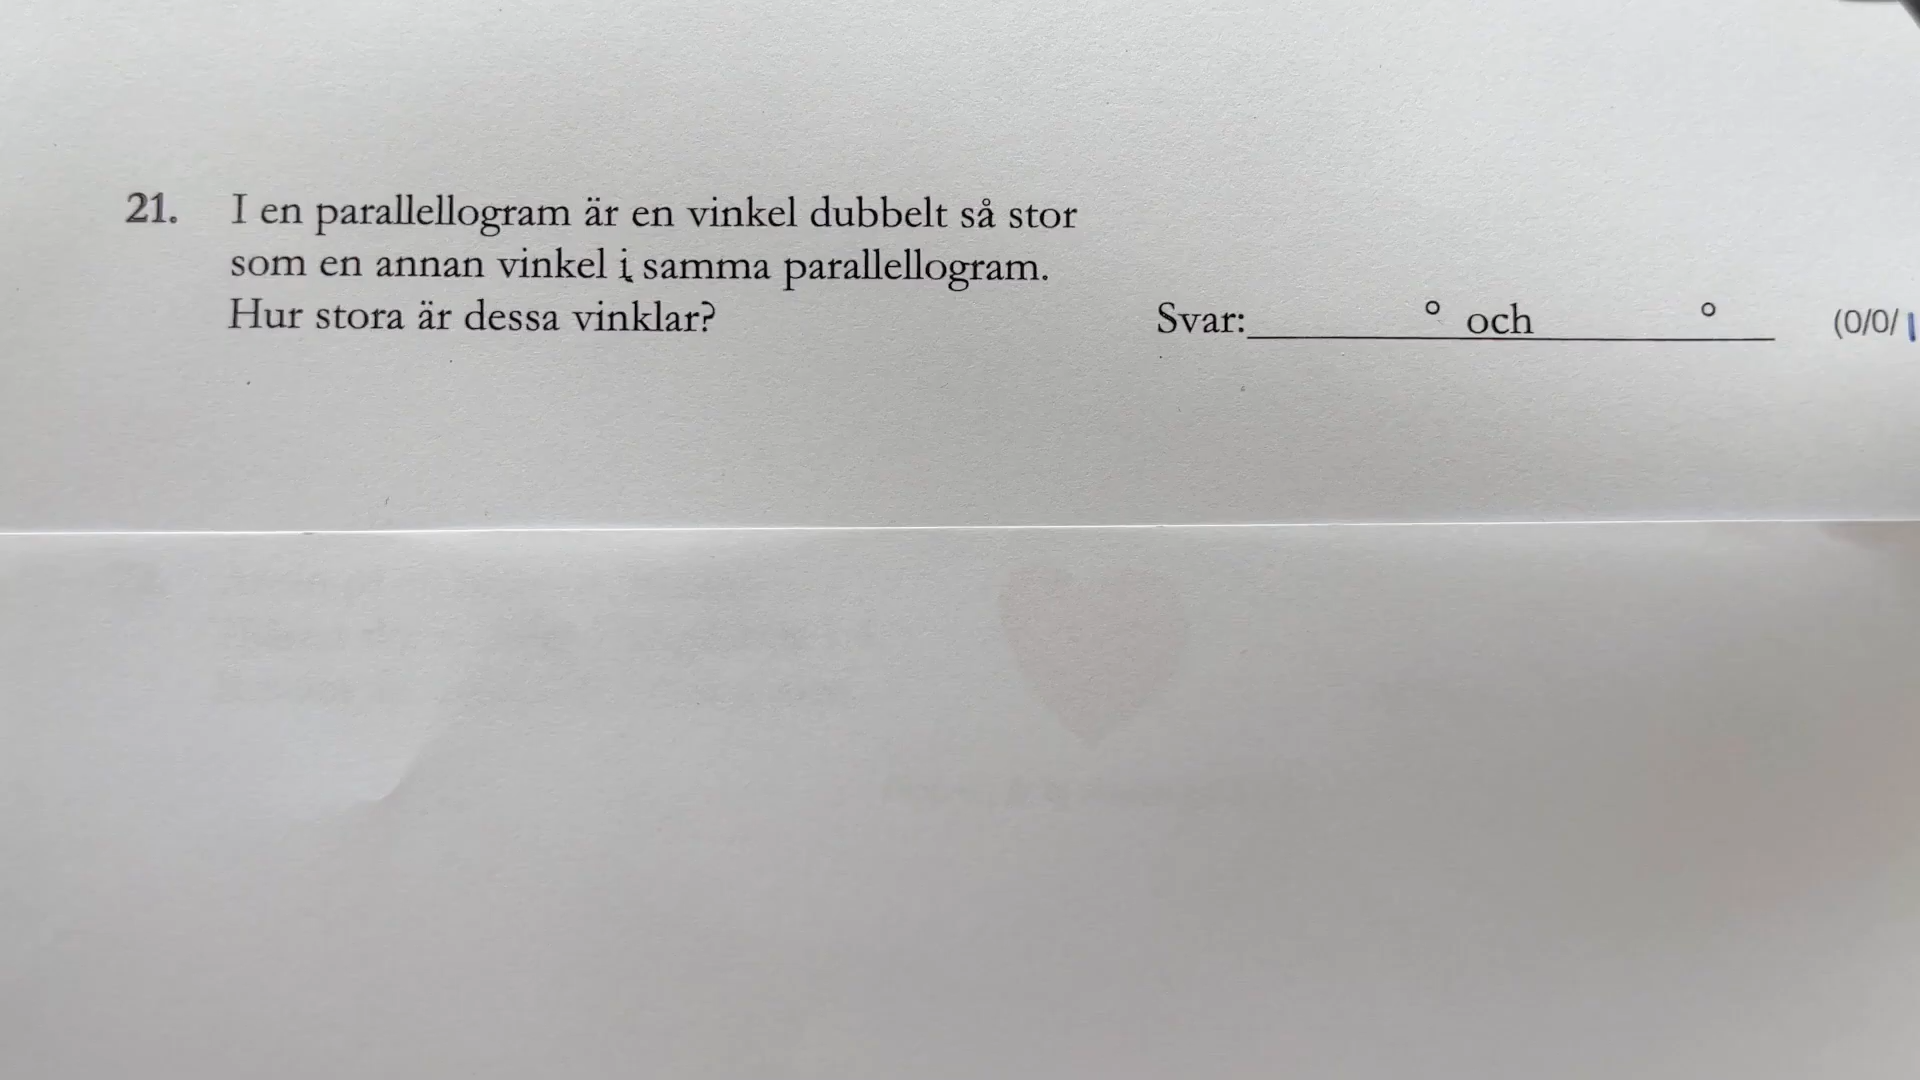 21. I en parallellogram är en vinkel dubbelt så stor
som en annan vinkel i samma parallellogram.
Hur stora är dessa vinklar?
Svar: ° och ° (0/0/1